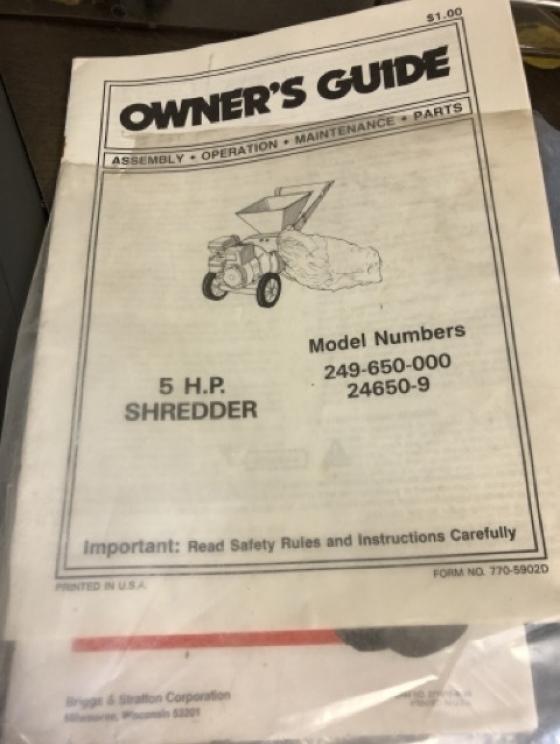 $1.00
OWNER'S GUIDE
ASSEMBLY • OPERATION • MAINTENANCE • PARTS
Model Numbers
249-650-000
24650-9
5 H.P.
SHREDDER
Important: Read Safety Rules and Instructions Carefully
PRINTED IN U.S.A.
FORM NO. 770-5902D
Briggs & Stratton Corporation
Milwaukee, Wisconsin 53201